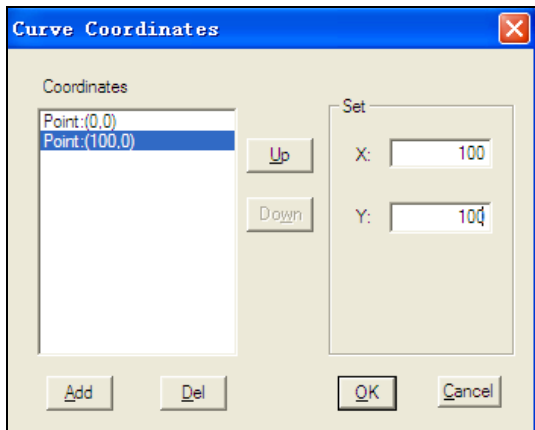 Curve Coordinates
Coordinates
Point:(0,0)
Point:(100,0)
Up
Down
Set
X: 100
Y: 100
Add
Del
OK
Cancel